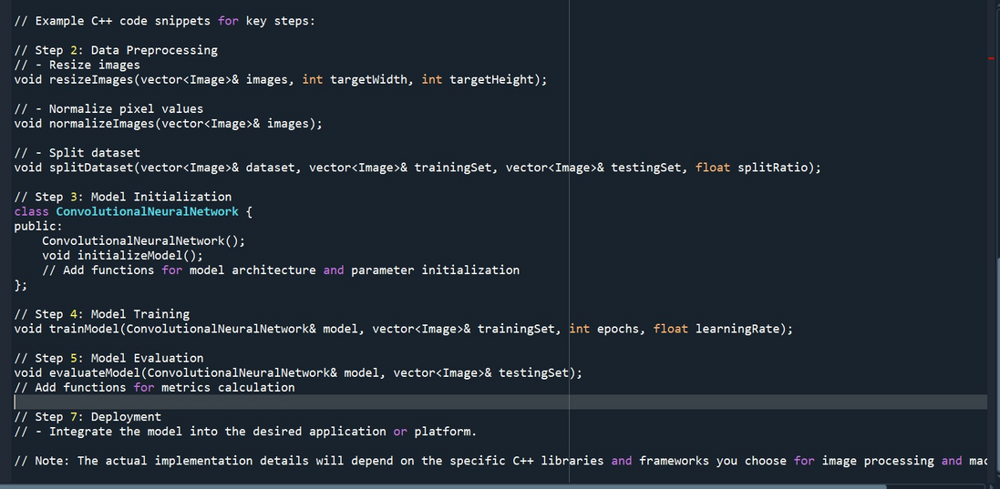 // Example C++ code snippets for key steps:
// Step 2: Data Preprocessing
// - Resize images
void resizeImages(vector<Image>& images, int targetWidth, int targetHeight);
// - Normalize pixel values
void normalizeImages(vector<Image>& images);
// - Split dataset
void splitDataset(vector<Image>& dataset, vector<Image>& trainingSet, vector<Image>& testingSet, float splitRatio);
// Step 3: Model Initialization
class ConvolutionalNeuralNetwork {
public:
    ConvolutionalNeuralNetwork();
    void initializeModel();
    // Add functions for model architecture and parameter initialization
};
// Step 4: Model Training
void trainModel(ConvolutionalNeuralNetwork& model, vector<Image>& trainingSet, int epochs, float learningRate);
// Step 5: Model Evaluation
void evaluateModel(ConvolutionalNeuralNetwork& model, vector<Image>& testingSet);
// Add functions for metrics calculation
// Step 7: Deployment
// - Integrate the model into the desired application or platform.
// Note: The actual implementation details will depend on the specific C++ libraries and frameworks you choose for image processing and